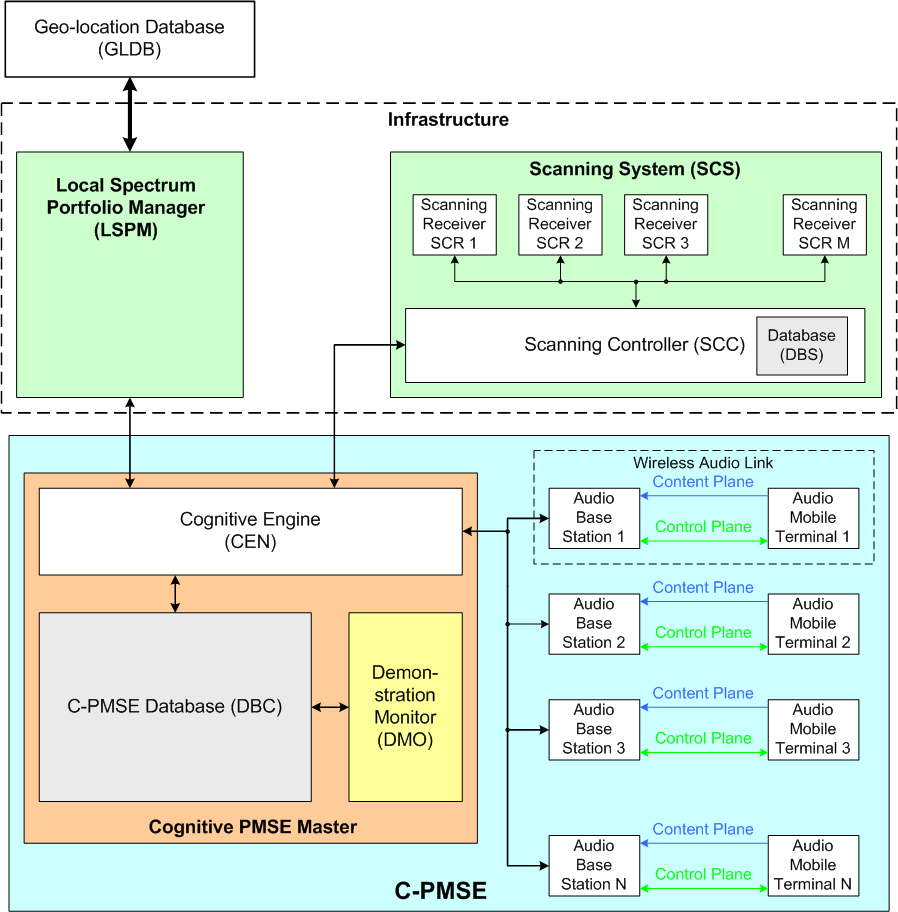 Geo-location Database
(GLDB)
Infrastructure
Local Spectrum
Portfolio Manager
(LSPM)
Scanning System (SCS)
Scanning
Receiver
SCR 1
Scanning
Receiver
SCR 2
Scanning
Receiver
SCR 3
Scanning
Receiver
SCR M
Scanning Controller (SCC)
Database
(DBS)
Cognitive Engine
(CEN)
C-PMSE Database (DBC)
Demon-
stration
Monitor
(DMO)
Cognitive PMSE Master
Wireless Audio Link
Audio
Base
Station 1
Content Plane
Control Plane
Audio
Mobile
Terminal 1
Audio
Base
Station 2
Content Plane
Control Plane
Audio
Mobile
Terminal 2
Audio
Base
Station 3
Content Plane
Control Plane
Audio
Mobile
Terminal 3
Audio
Base
Station N
Content Plane
Control Plane
Audio
Mobile
Terminal N
C-PMSE